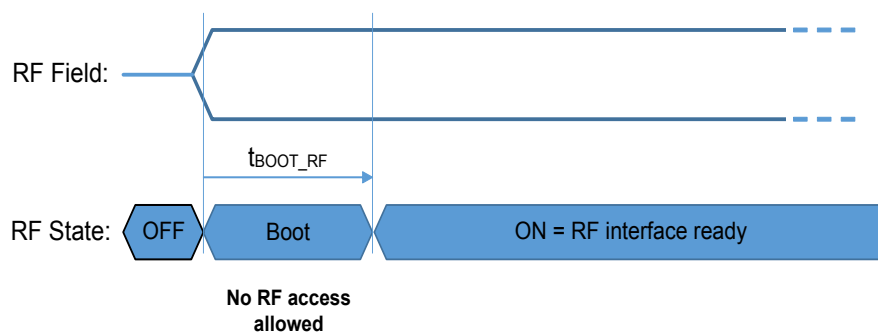 RF Field:
tBOOT_RF
RF State:
OFF
Boot
ON = RF interface ready
No RF access
allowed